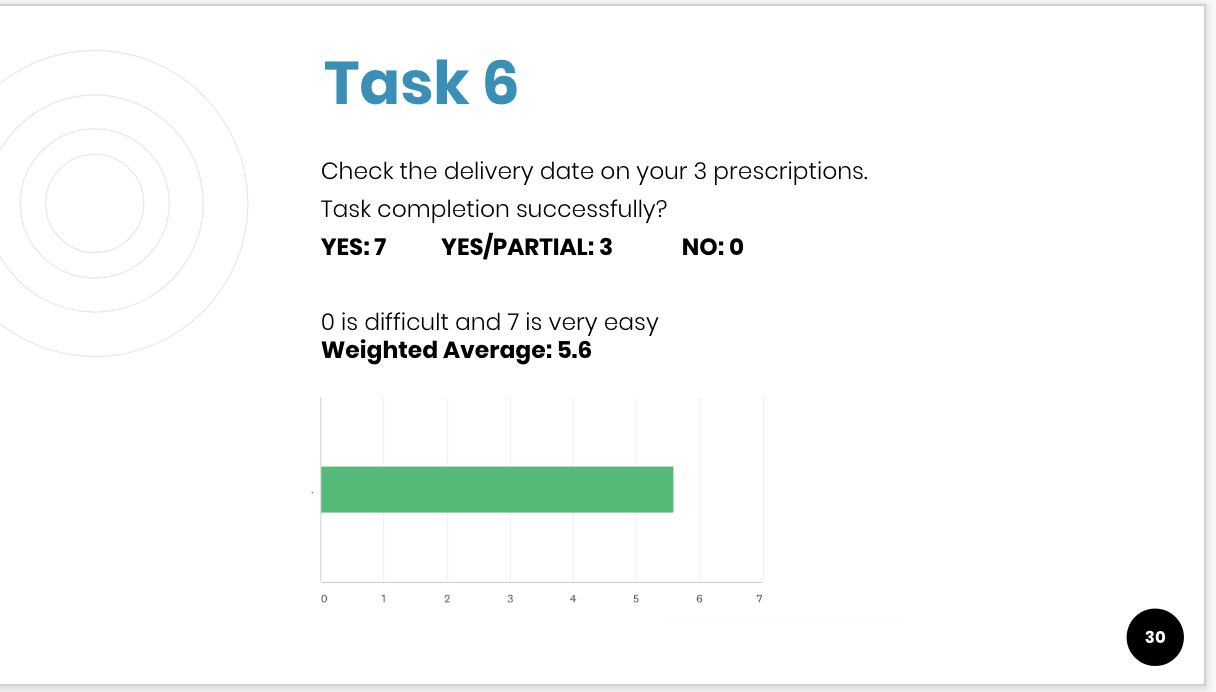 Task 6
Check the delivery date on your 3 prescriptions.
Task completion successfully?
YES: 7 YES/PARTIAL: 3 NO: 0
0 is difficult and 7 is very easy
Weighted Average: 5.6
.
0 1 2 3 4 5 6 7
30